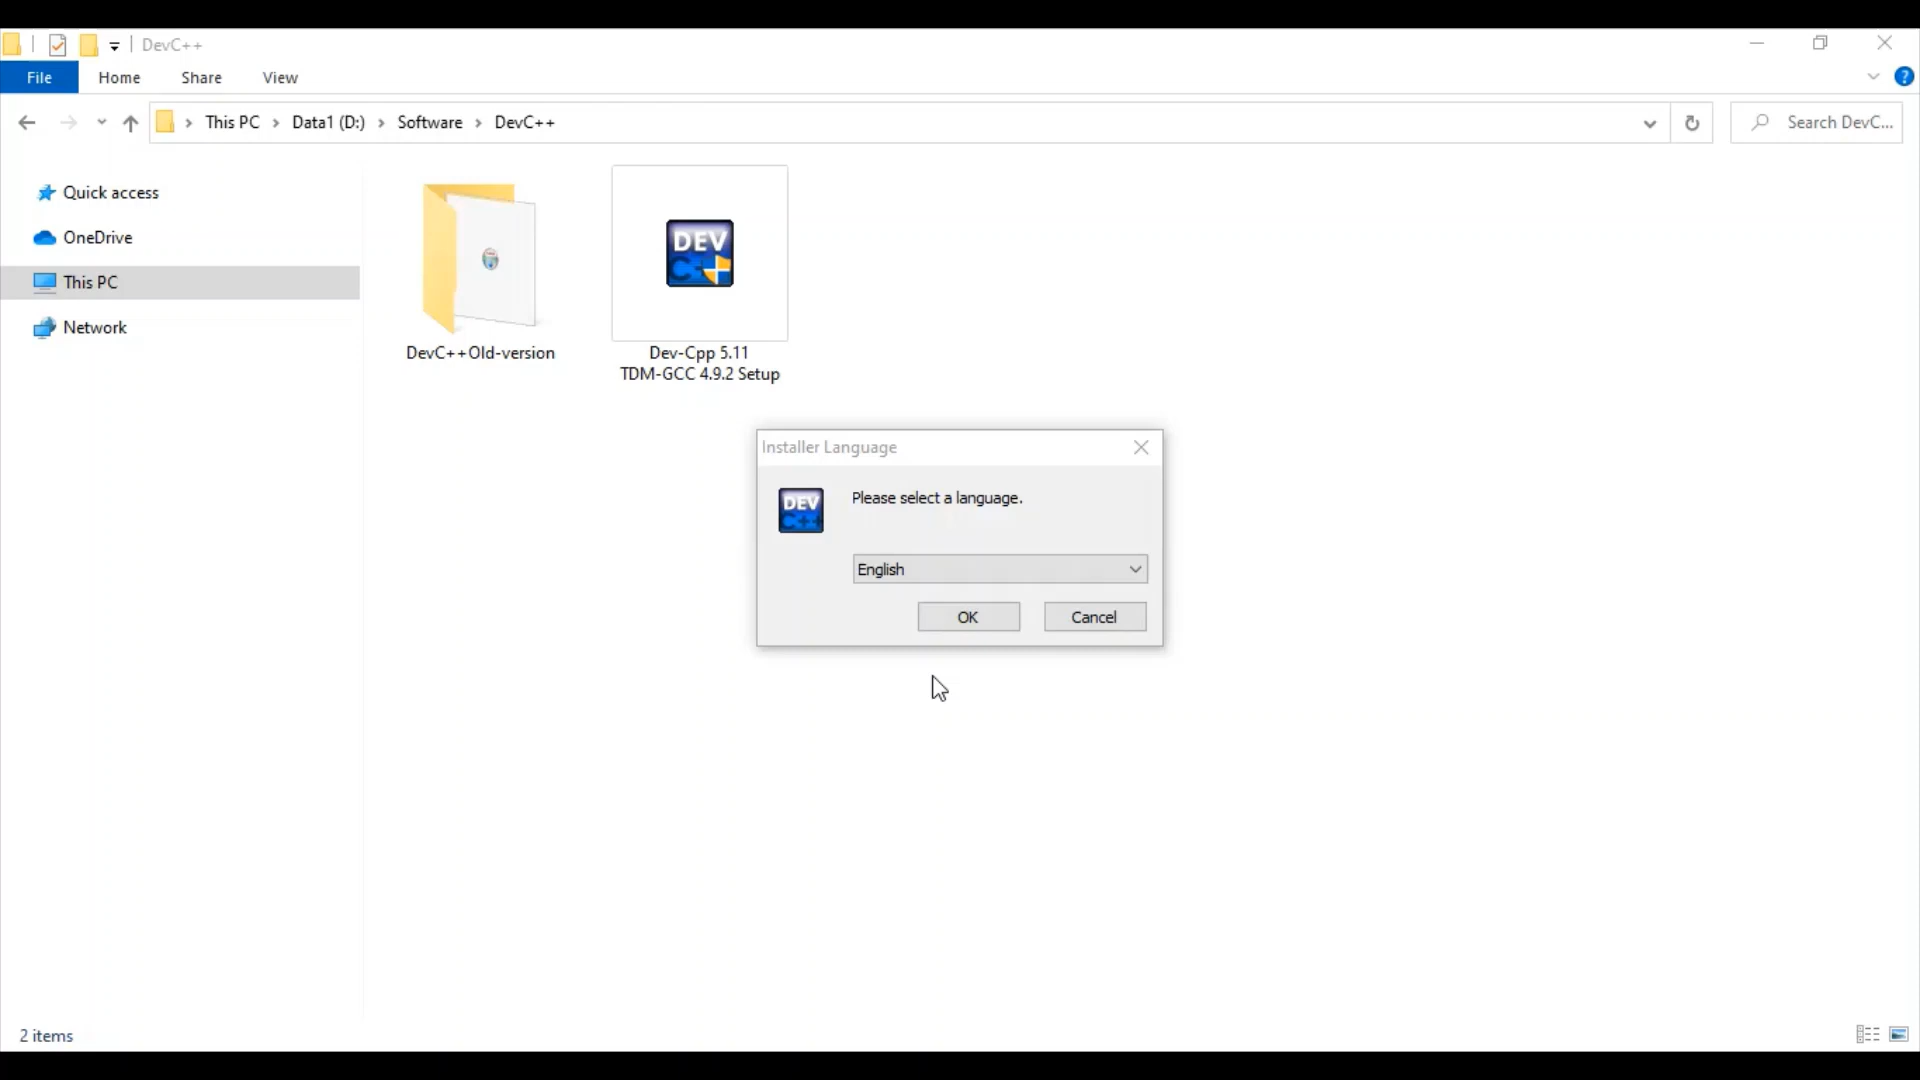 DevC++
File Home Share View
This PC Data1 (D:) Software DevC++
Search DevC...
Quick access
OneDrive
This PC
Network
DEV
C++
DevC++Old-version
Dev-Cpp 5.11
TDM-GCC 4.9.2 Setup
Installer Language
DEV
C++
Please select a language.
English
OK Cancel
2 items